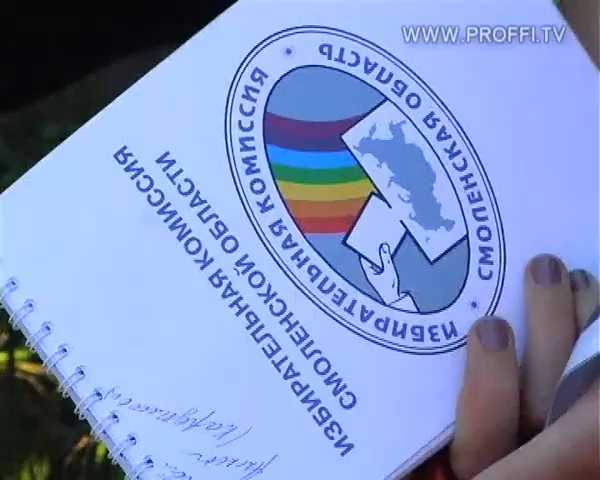 WWW.PROFFI.TV
СМОЛЕНСКАЯ ОБЛАСТЬ
ИЗБИРАТЕЛЬНАЯ КОМИССИЯ
ИЗБИРАТЕЛЬНАЯ КОМИССИЯ
СМОЛЕНСКОЙ ОБЛАСТИ